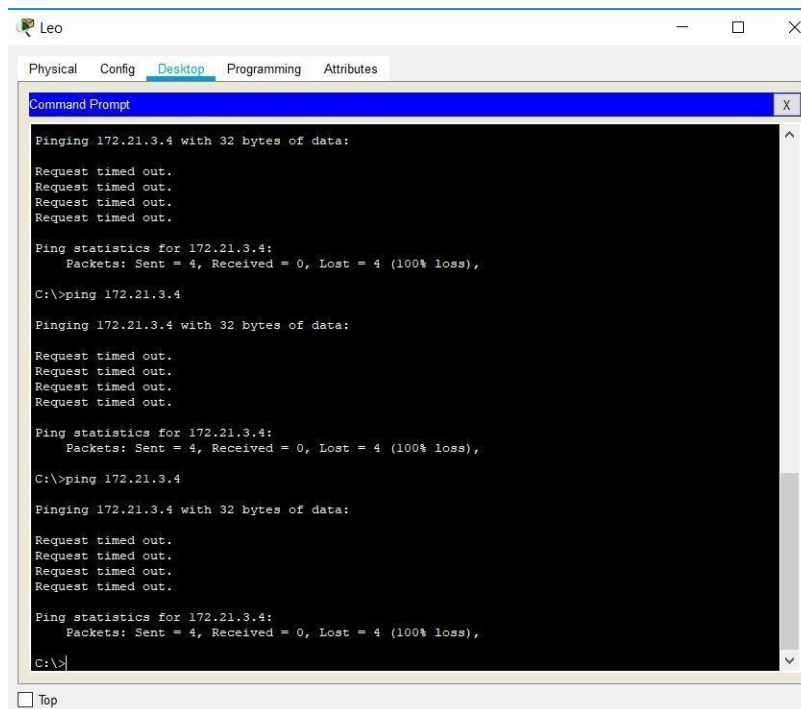 Leo
Physical Config Desktop Programming Attributes
Command Prompt X
Pinging 172.21.3.4 with 32 bytes of data:
Request timed out.
Request timed out.
Request timed out.
Request timed out.
Ping statistics for 172.21.3.4:
Packets: Sent = 4, Received = 0, Lost = 4 (100% loss),
C:\>ping 172.21.3.4
Pinging 172.21.3.4 with 32 bytes of data:
Request timed out.
Request timed out.
Request timed out.
Request timed out.
Ping statistics for 172.21.3.4:
Packets: Sent = 4, Received = 0, Lost = 4 (100% loss),
C:\>ping 172.21.3.4
Pinging 172.21.3.4 with 32 bytes of data:
Request timed out.
Request timed out.
Request timed out.
Request timed out.
Ping statistics for 172.21.3.4:
Packets: Sent = 4, Received = 0, Lost = 4 (100% loss),
C:\>
Top